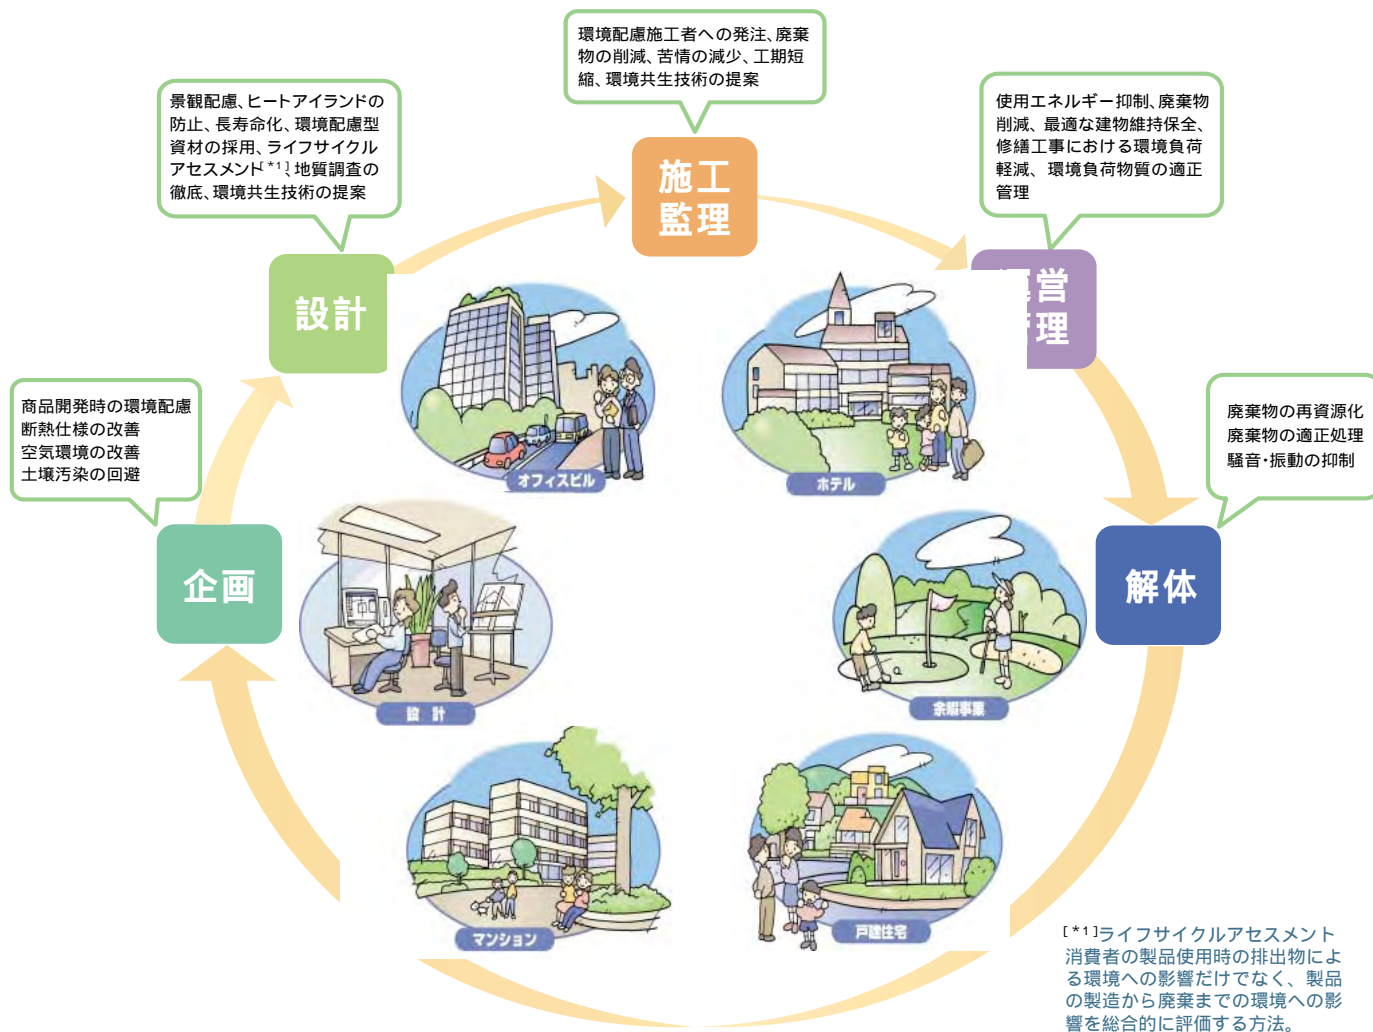 環境配慮施工者への発注、廃棄
物の削減、苦情の減少、工期短
縮、環境共生技術の提案
施工
監理
景観配慮、ヒートアイランドの
防止、長寿命化、環境配慮型
資材の採用、ライフサイクル
アセスメント[*1]、地質調査の
徹底、環境共生技術の提案
設計
使用エネルギー抑制、廃棄物
削減、最適な建物維持保全、
修繕工事における環境負荷
軽減、環境負荷物質の適正
管理
運営
管理
商品開発時の環境配慮
断熱仕様の改善
空気環境の改善
土壌汚染の回避
企画
廃棄物の再資源化
廃棄物の適正処理
騒音・振動の抑制
解体
オフィスビル
ホテル
設計
余暇事業
マンション
戸建住宅
[*1]ライフサイクルアセスメント
消費者の製品使用時の排出物によ
る環境への影響だけでなく、製品
の製造から廃棄までの環境への影
響を総合的に評価する方法。